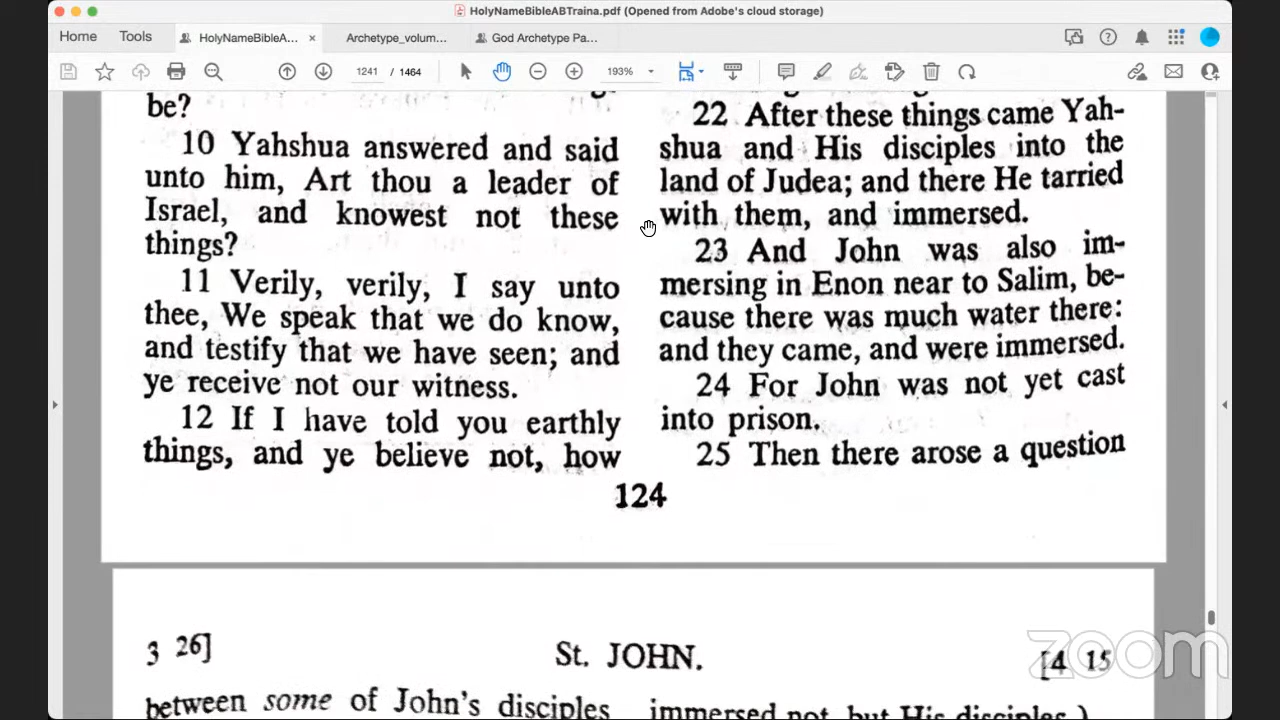 HolyNameBibleABTraina.pdf (Opened from Adobe's cloud storage)
Home
Tools
HolyNameBibleA...
Archetype_volum...
God Archetype Pa...
1241 / 1464
193%
be?
10 Yahshua answered and said
unto him, Art thou a leader of
Israel, and knowest not these
things?
11 Verily, verily, I say unto
thee, We speak that we do know,
and testify that we have seen; and
ye receive not our witness.
12 If I have told you earthly
things, and ye believe not, how
22 After these things came Yah-
shua and His disciples into the
land of Judea; and there He tarried
with them, and immersed.
23 And John was also im-
mersing in Enon near to Salim, be-
cause there was much water there:
and they came, and were immersed.
24 For John was not yet cast
into prison.
25 Then there arose a question
124
3 26]
St. JOHN.
[4 15
between some of John's disciples
immersed not, but His disciples,)
zoom